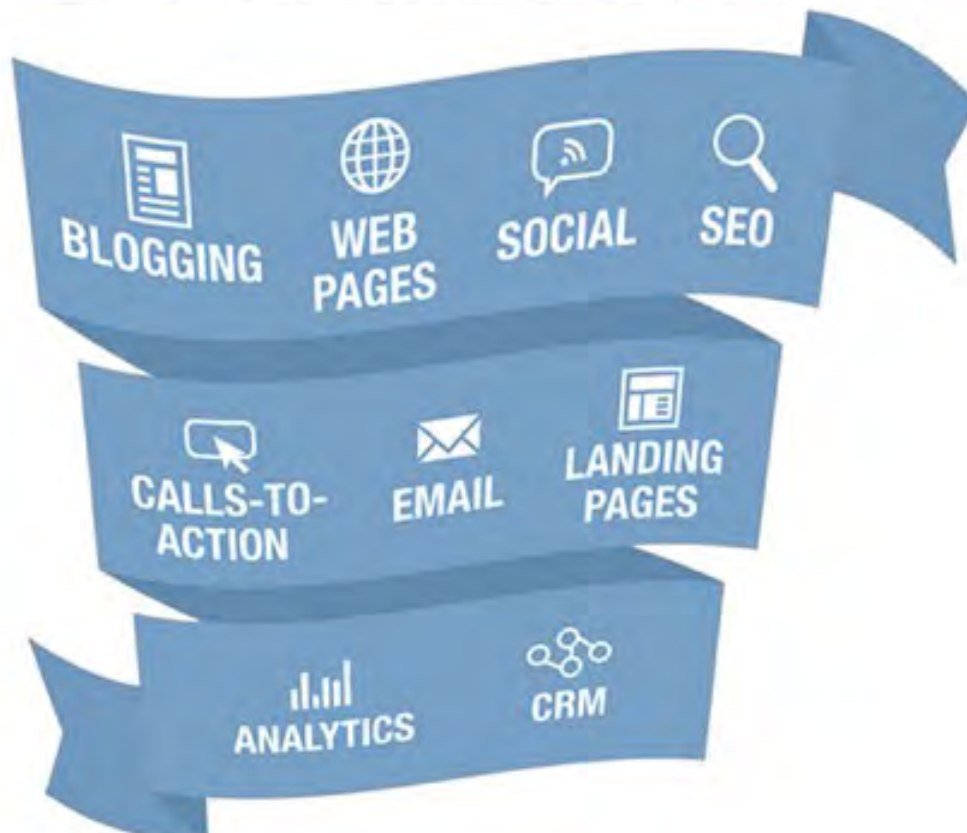 BLOGGING
WEB
PAGES
SOCIAL
SEO
CALLS-TO-
ACTION
EMAIL
LANDING
PAGES
ANALYTICS
CRM